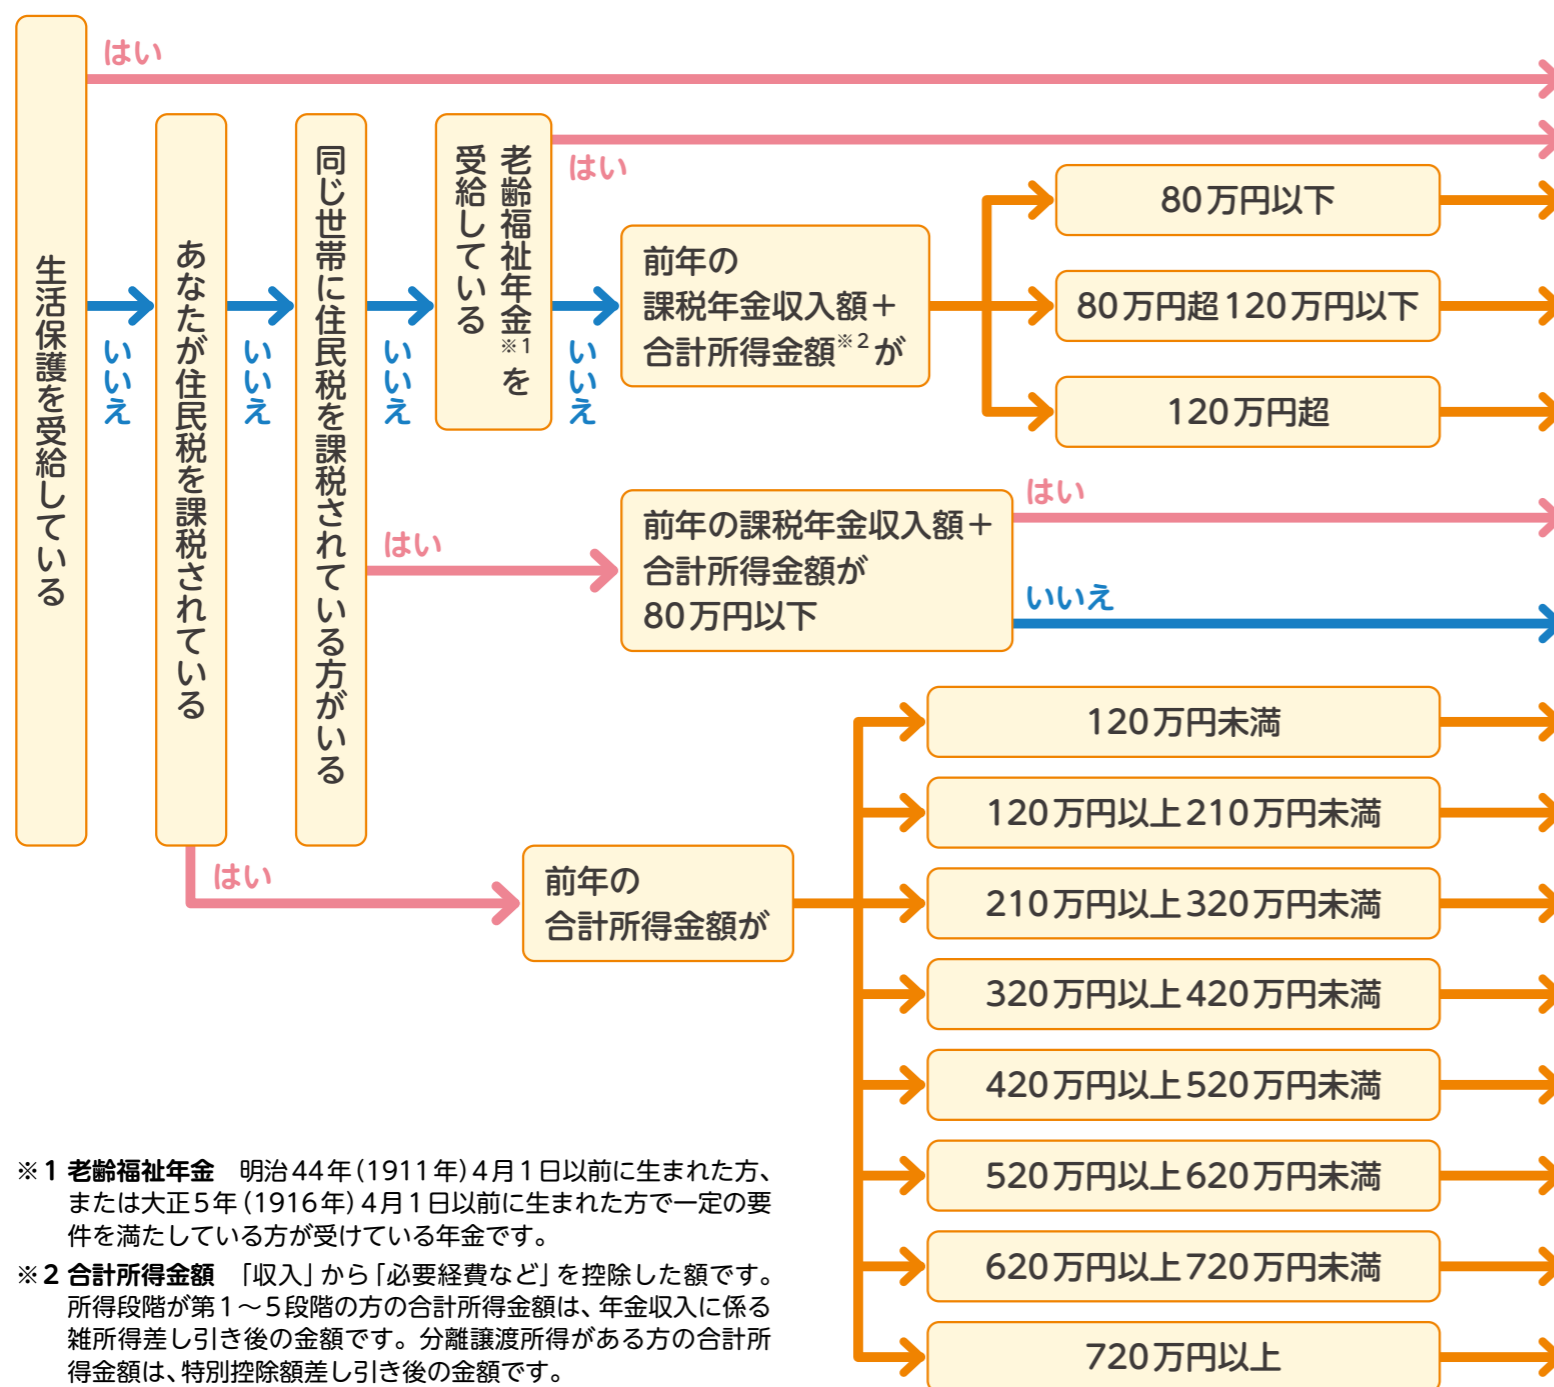 はい
生活保護を受給している
いいえ
あなたが住民税を課税されている
いいえ
同じ世帯に住民税を課税されている方がいる
いいえ
老齢福祉年金※1を
受給している
はい
いいえ
前年の
課税年金収入額＋
合計所得金額※2が
80万円以下
80万円超120万円以下
120万円超
はい
前年の課税年金収入額＋
合計所得金額が
80万円以下
はい
いいえ
はい
前年の
合計所得金額が
120万円未満
120万円以上210万円未満
210万円以上320万円未満
320万円以上420万円未満
420万円以上520万円未満
520万円以上620万円未満
620万円以上720万円未満
720万円以上
※1 老齢福祉年金　明治44年（1911年）4月1日以前に生まれた方、
または大正5年（1916年）4月1日以前に生まれた方で一定の要
件を満たしている方が受けている年金です。
※2 合計所得金額　「収入」から「必要経費など」を控除した額です。
所得段階が第1～5段階の方の合計所得金額は、年金収入に係る
雑所得差し引き後の金額です。分離譲渡所得がある方の合計所
得金額は、特別控除額差し引き後の金額です。